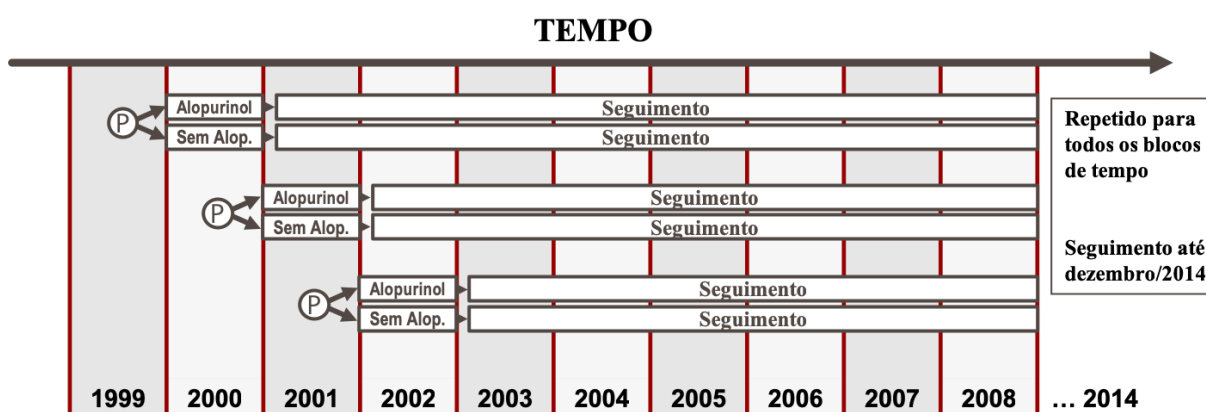 TEMPO
Alopurinol
Seguimento
P
Sem Alop.
Seguimento
Alopurinol
Seguimento
P
Sem Alop.
Seguimento
Alopurinol
Seguimento
P
Sem Alop.
Seguimento
Repetido para
todos os blocos
de tempo
Seguimento até
dezembro/2014
1999 2000 2001 2002 2003 2004 2005 2006 2007 2008 ... 2014